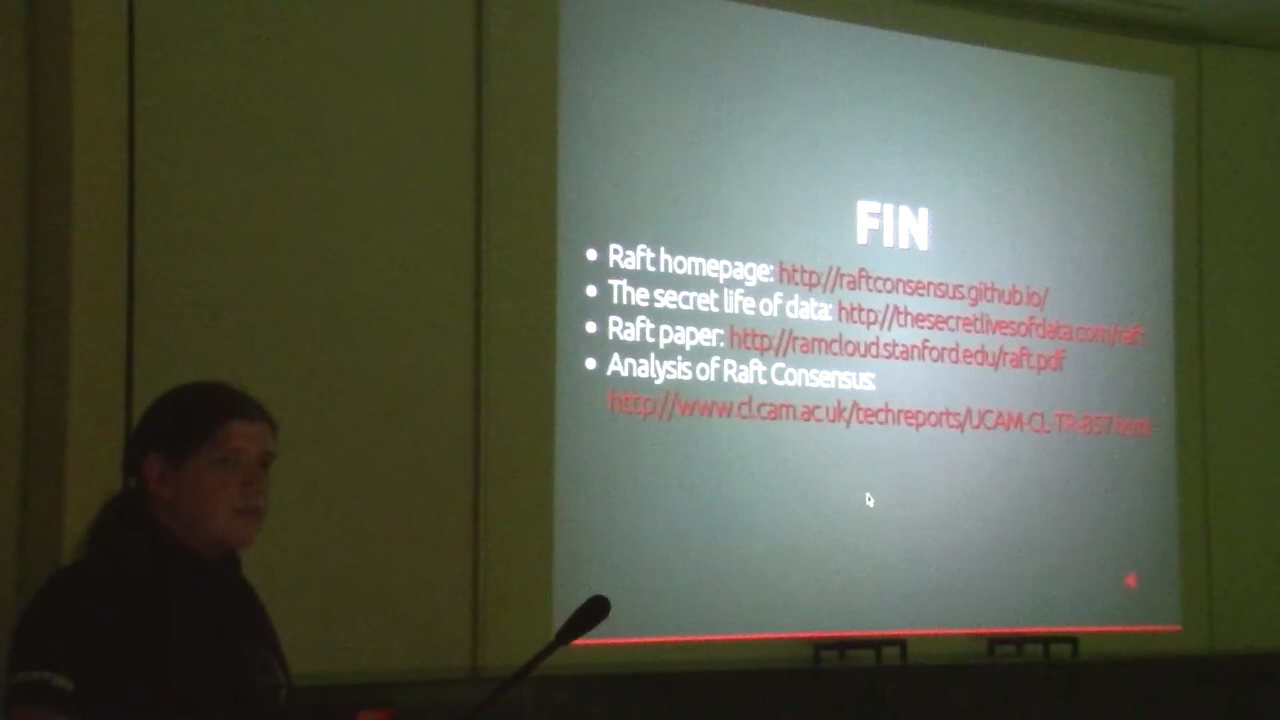 FIN
• Raft homepage: http://raftconsensus.github.io/
• The secret life of data: http://thesecretlivesofdata.com/raft
• Raft paper: http://ramcloud.stanford.edu/raft.pdf
• Analysis of Raft Consensus:
http://www.cl.cam.ac.uk/techreports/UCAM-CL-TR-857.html